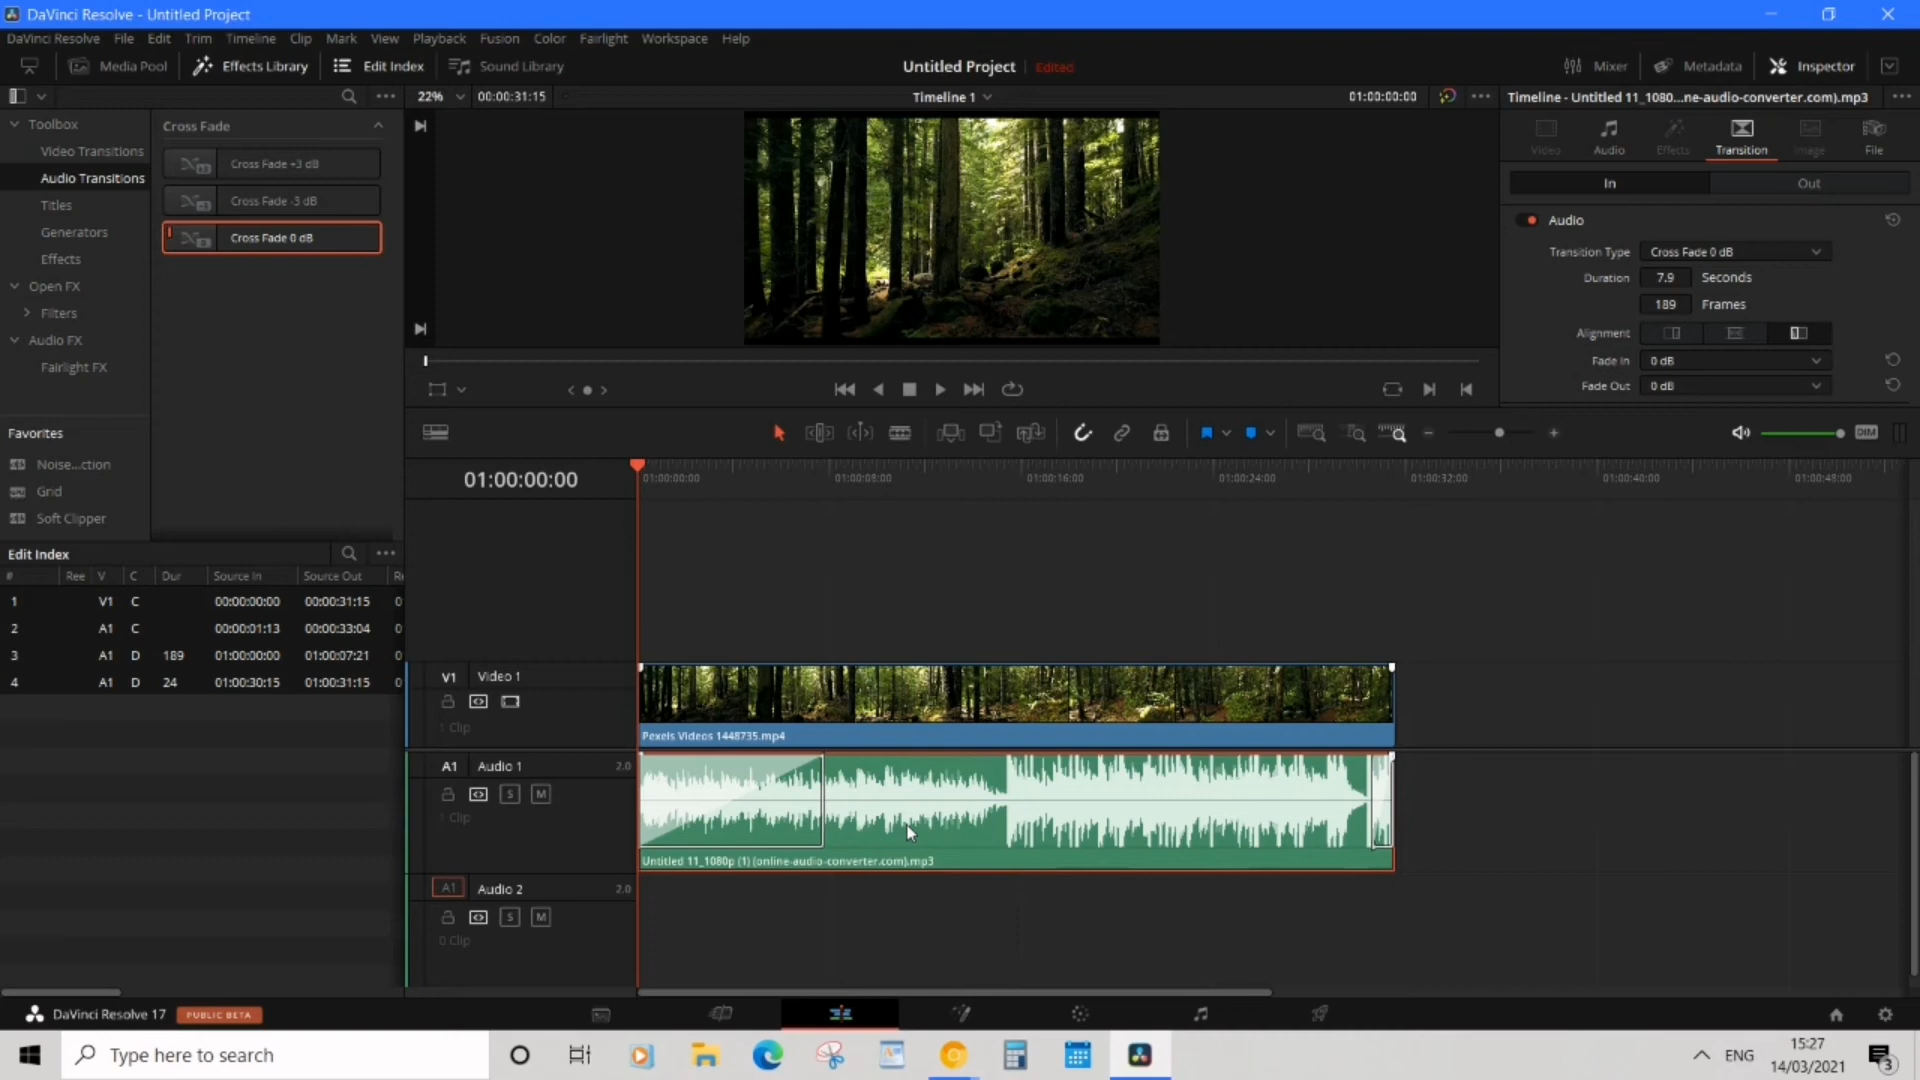 DaVinci Resolve - Untitled Project
DaVinci Resolve File Edit Trim Timeline Clip Mark View Playback Fusion Color Fairlight Workspace Help
Media Pool Effects Library Edit Index Sound Library Untitled Project Edited Mixer Metadata Inspector
22% 00:00:31:15 Timeline 1 01:00:00:00 Timeline - Untitled 11_1080...ne-audio-converter.com).mp3
Toolbox
Video Transitions
Audio Transitions
Titles
Generators
Effects
Open FX
Filters
Audio FX
Fairlight FX
Cross Fade
Cross Fade +3 dB
Cross Fade -3 dB
Cross Fade 0 dB
Video Audio Effects Transition Image File
In Out
Audio
Transition Type Cross Fade 0 dB
Duration 7.9 Seconds
189 Frames
Alignment
Fade In 0 dB
Fade Out 0 dB
Favorites
Noise...ction
Grid
Soft Clipper
DIM
Edit Index
# Ree V C Dur Source In Source Out
1 V1 C 00:00:00:00 00:00:31:15 0
2 A1 C 00:00:01:13 00:00:33:04 0
3 A1 D 189 01:00:00:00 01:00:07:21 0
4 A1 D 24 01:00:30:15 01:00:31:15 0
01:00:00:00
01:00:00:00 01:00:08:00 01:00:16:00 01:00:24:00 01:00:32:00 01:00:40:00 01:00:48:00
V1 Video 1
1 Clip
Pexels Videos 1448735.mp4
A1 Audio 1 2.0
S M
1 Clip
Untitled 11_1080p (1) (online-audio-converter.com).mp3
A1 Audio 2 2.0
S M
0 Clip
DaVinci Resolve 17 PUBLIC BETA
Type here to search
ENG
15:27
14/03/2021
3